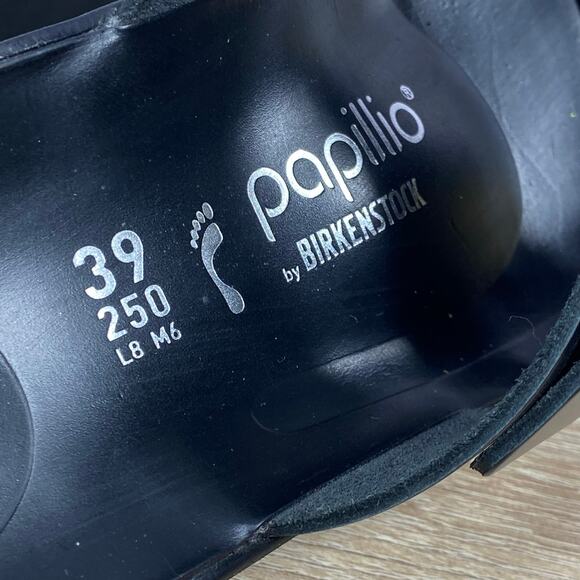 39
250
L8 M6
papillio®
by BIRKENSTOCK